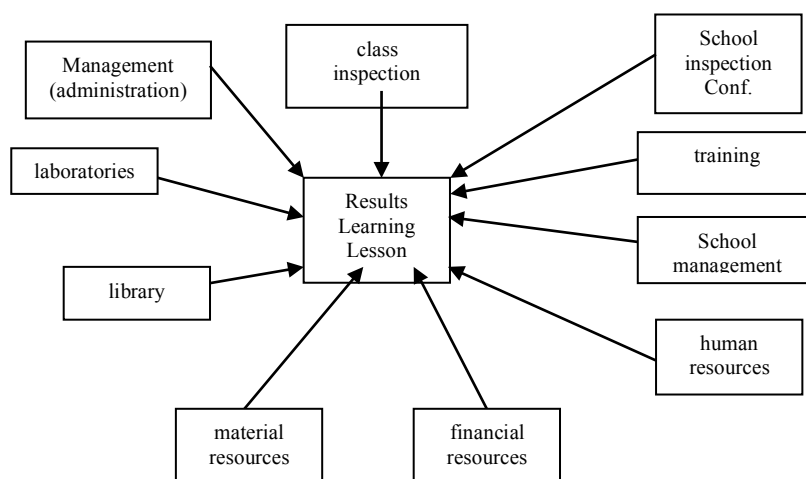 class
inspection
School
inspection
Conf.
Management
(administration)
training
laboratories
Results
Learning
Lesson
School
management
library
human
resources
material
resources
financial
resources